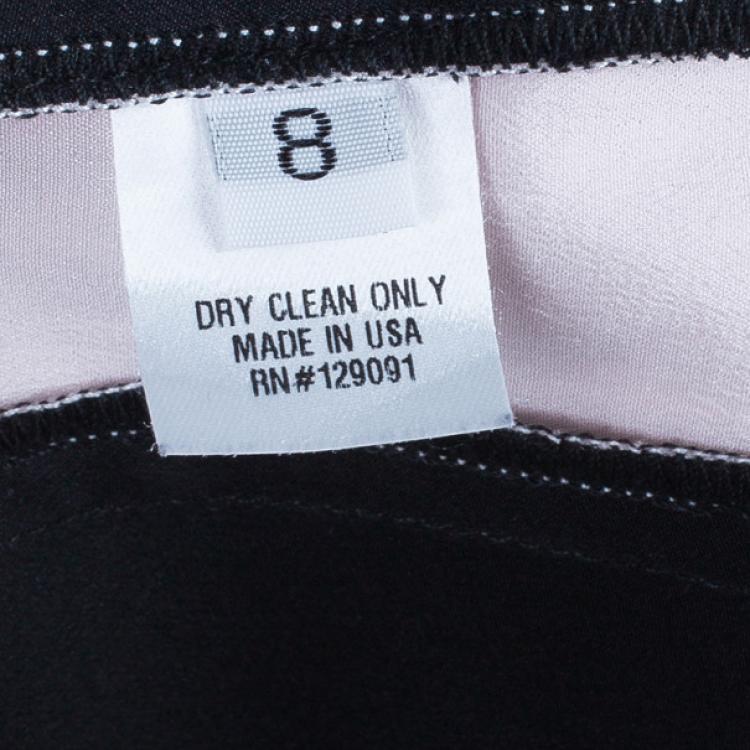 8
DRY CLEAN ONLY
MADE IN USA
RN#129091